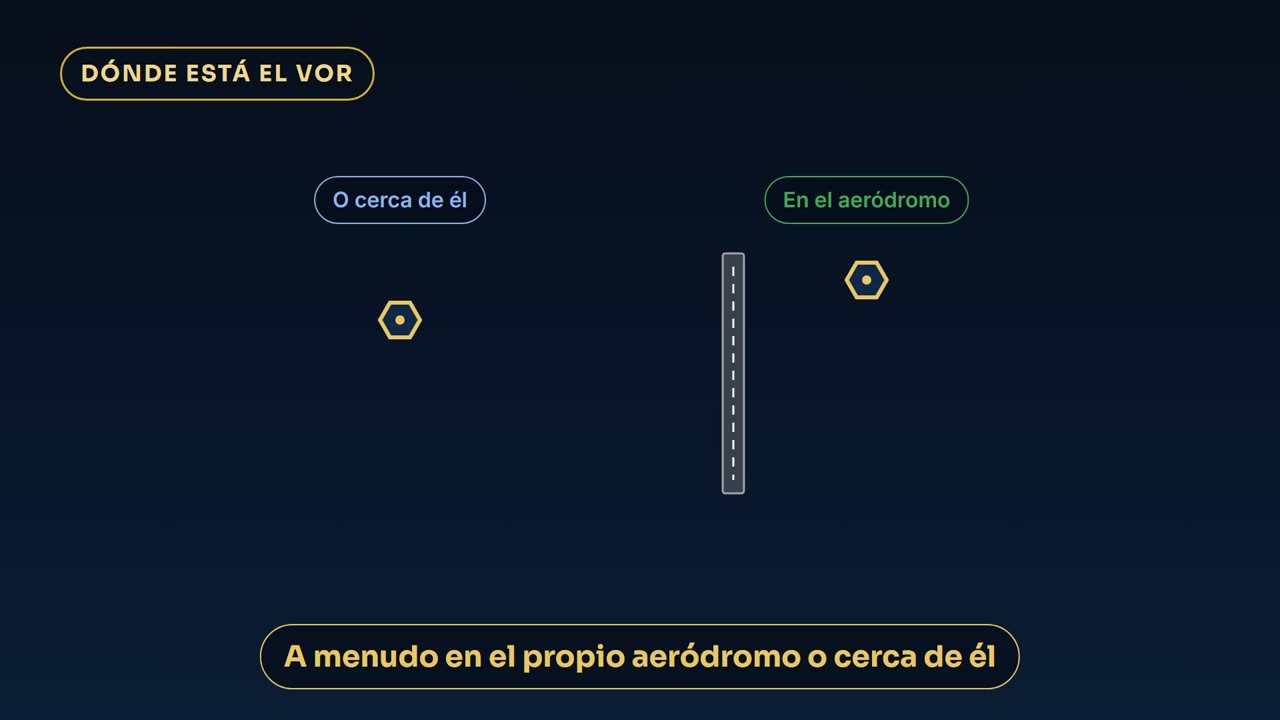 DÓNDE ESTÁ EL VOR
O cerca de él
En el aeródromo
A menudo en el propio aeródromo o cerca de él